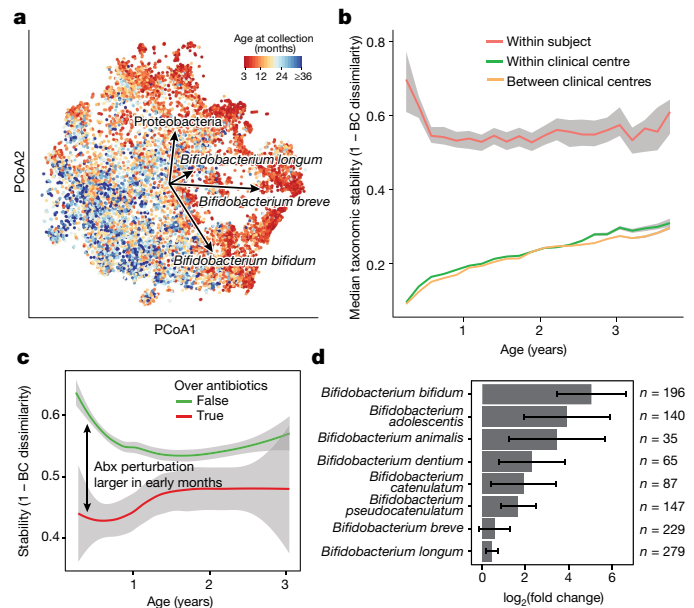 a
Age at collection
(months)
3 12 24 ≥36
Proteobacteria
Bifidobacterium longum
Bifidobacterium breve
Bifidobacterium bifidum
PCoA2
PCoA1
b
Within subject
Within clinical centre
Between clinical centres
Median taxonomic stability (1 − BC dissimilarity)
0.8
0.6
0.4
0.2
1 2 3
Age (years)
c
Over antibiotics
False
True
Abx perturbation
larger in early months
Stability (1 − BC dissimilarity)
0.6
0.5
0.4
1 2 3
Age (years)
d
Bifidobacterium bifidum n = 196
Bifidobacterium
adolescentis n = 140
Bifidobacterium animalis n = 35
Bifidobacterium dentium n = 65
Bifidobacterium
catenulatum n = 87
Bifidobacterium
pseudocatenulatum n = 147
Bifidobacterium breve n = 229
Bifidobacterium longum n = 279
0 2 4 6
log2(fold change)